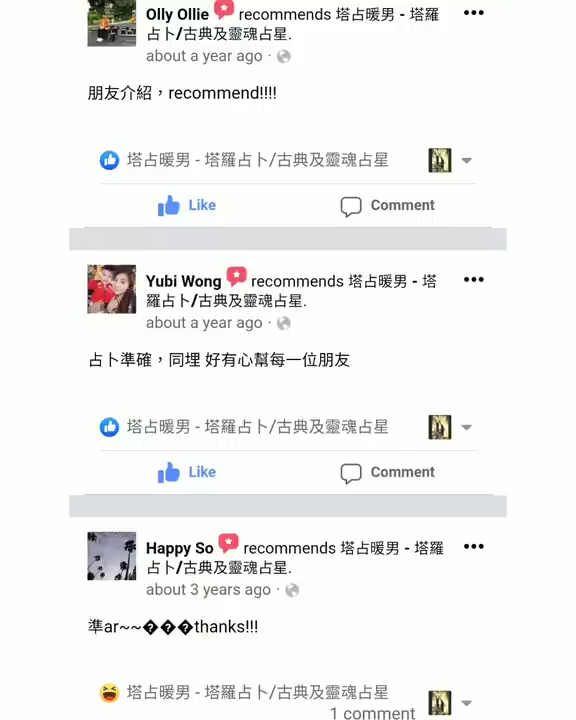 Olly Ollie recommends 塔占暖男 - 塔羅
占卜/古典及靈魂占星.
about a year ago ·
朋友介紹，recommend!!!!
塔占暖男 - 塔羅占卜/古典及靈魂占星
Like Comment
Yubi Wong recommends 塔占暖男 - 塔
羅占卜/古典及靈魂占星.
about a year ago ·
占卜準確，同埋 好有心幫每一位朋友
塔占暖男 - 塔羅占卜/古典及靈魂占星
Like Comment
Happy So recommends 塔占暖男 - 塔羅
占卜/古典及靈魂占星.
about 3 years ago ·
準ar~~���thanks!!!
塔占暖男 - 塔羅占卜/古典及靈魂占星
1 comment